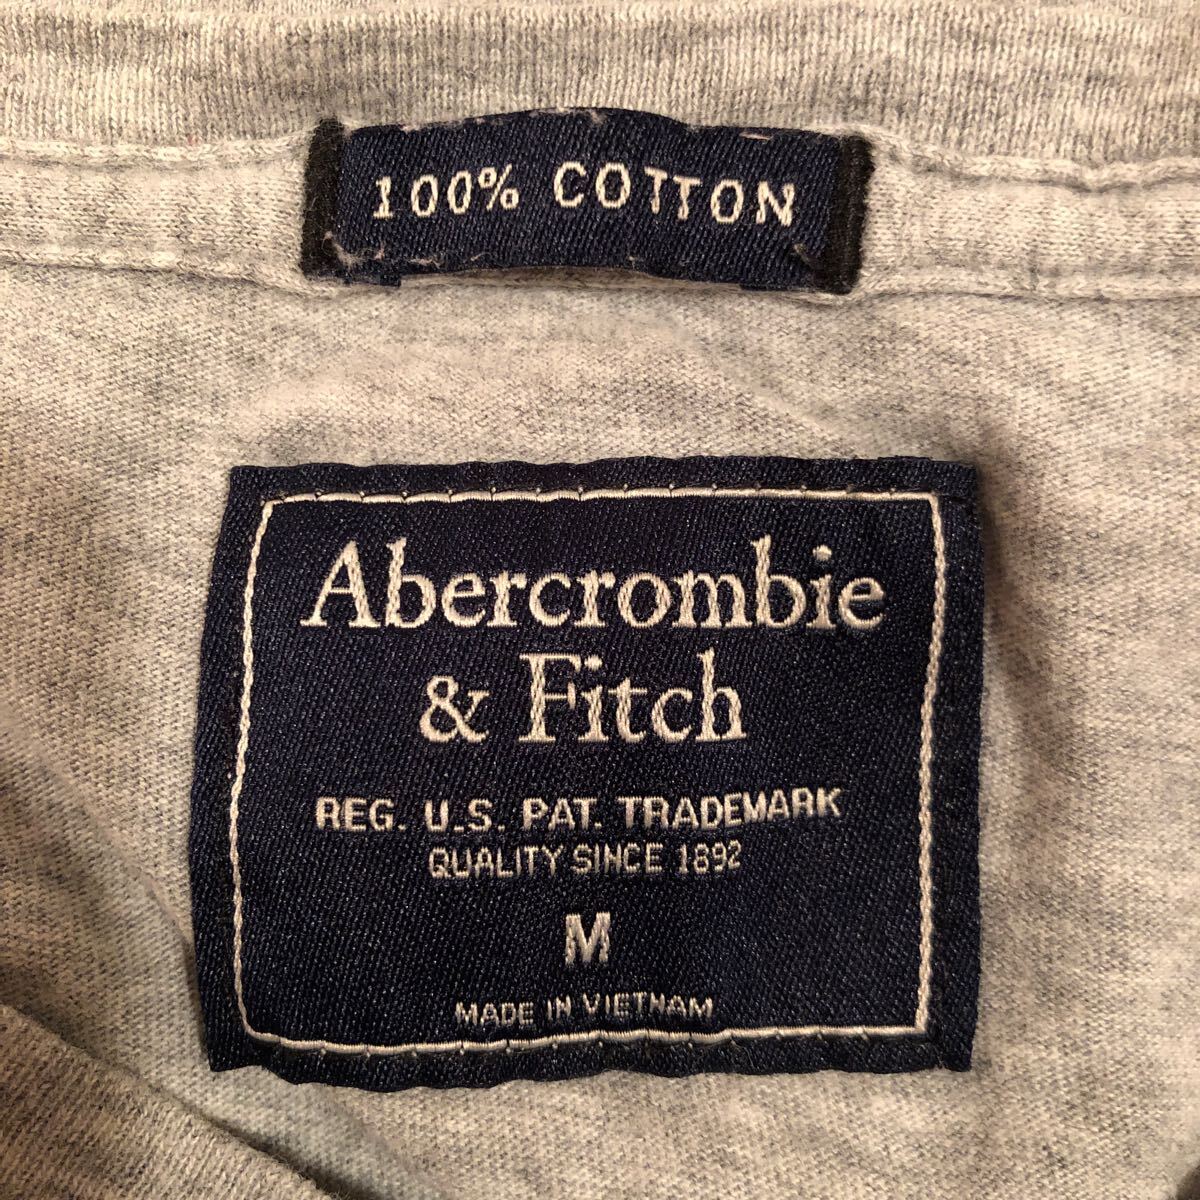 100% COTTON
Abercrombie
& Fitch
REG. U.S. PAT. TRADEMARK
QUALITY SINCE 1892
M
MADE IN VIETNAM